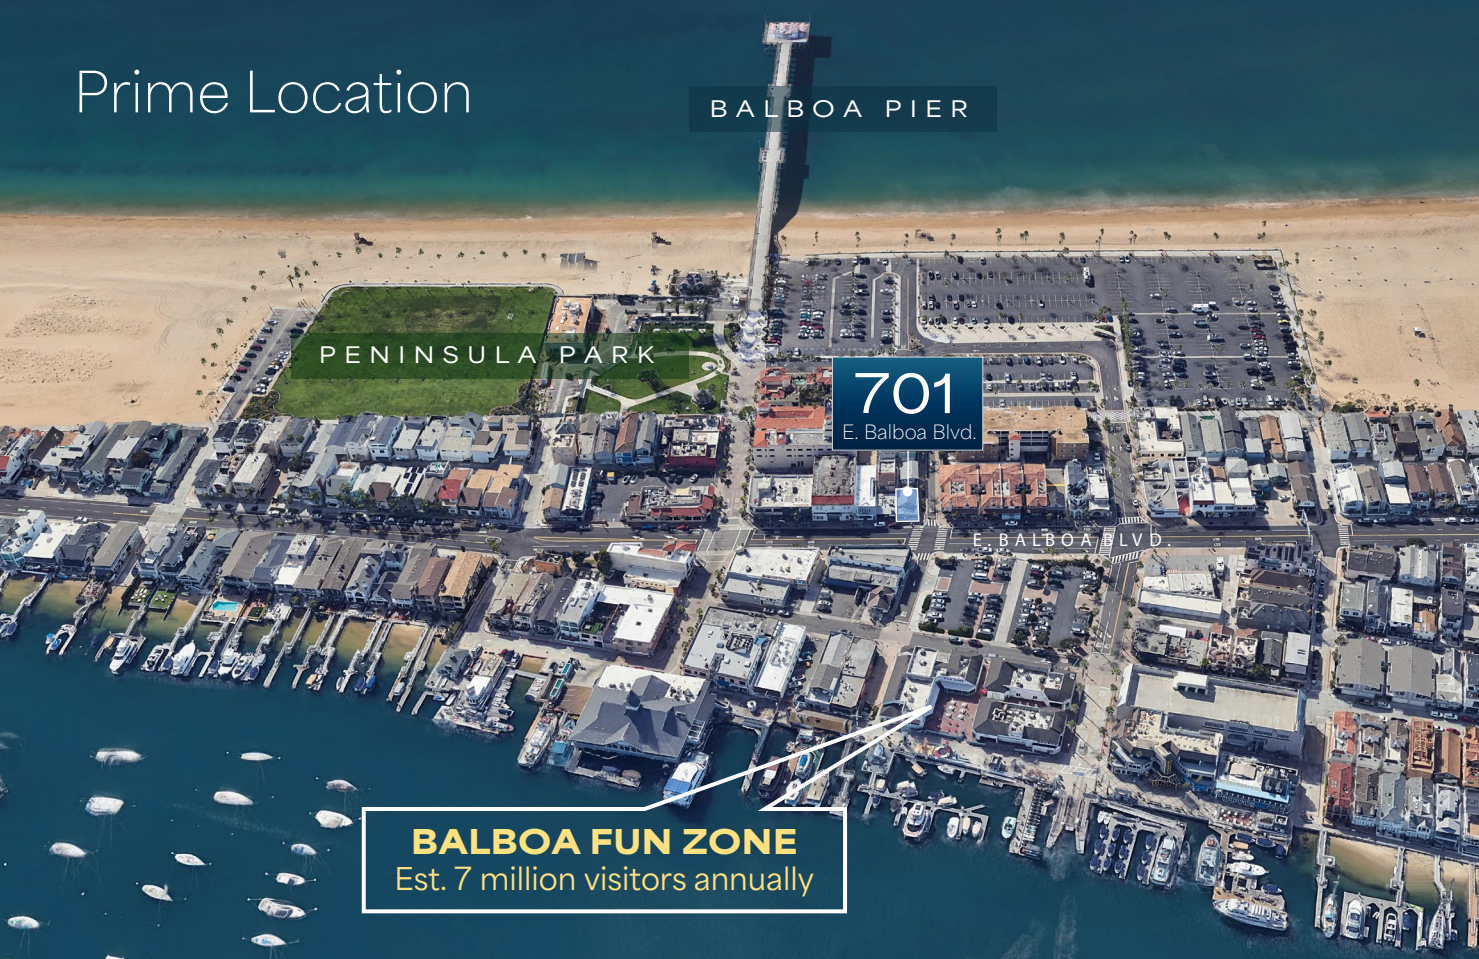 Prime Location
BALBOA PIER
PENINSULA PARK
701
E. Balboa Blvd.
E. BALBOA BLVD.
BALBOA FUN ZONE
Est. 7 million visitors annually